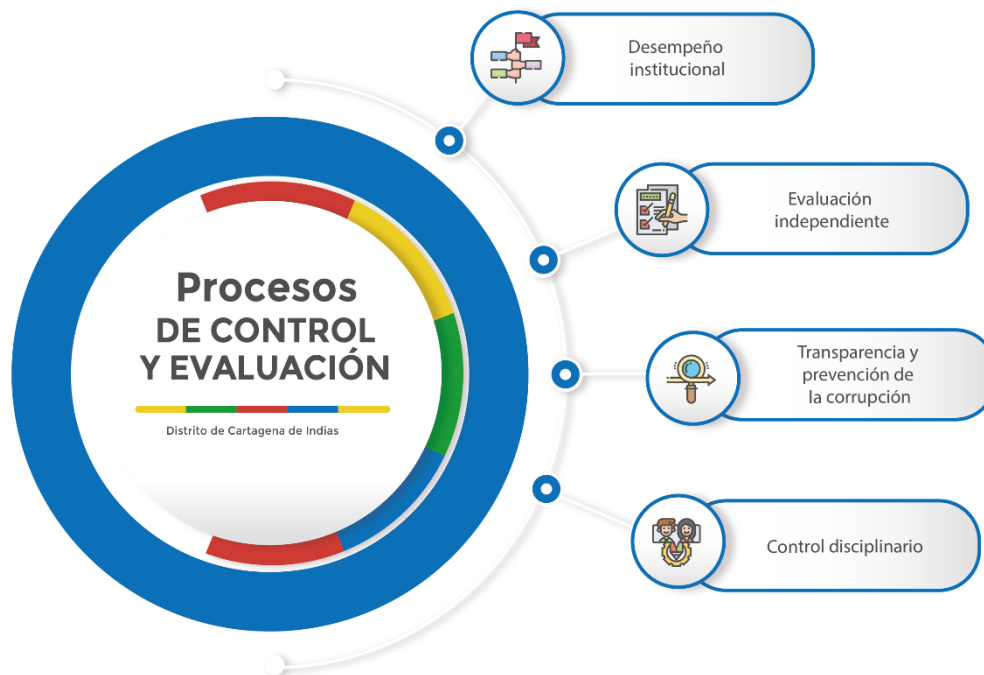 Desempeño
institucional
Evaluación
independiente
Procesos
DE CONTROL
Y EVALUACIÓN
Distrito de Cartagena de Indias
Transparencia y
prevención de
la corrupción
Control disciplinario